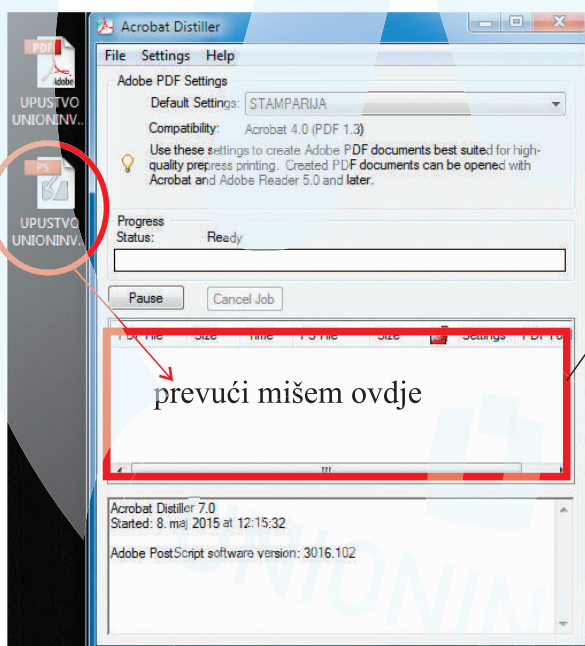 Acrobat Distiller
File Settings Help
PDF
Adobe
UPUSTVO
UNIONINV..
PS
UPUSTVO
UNIONINV..
Adobe PDF Settings
Default Settings: STAMPARIJA
Compatibility: Acrobat 4.0 (PDF 1.3)
Use these settings to create Adobe PDF documents best suited for high-
quality prepress printing. Created PDF documents can be opened with
Acrobat and Adobe Reader 5.0 and later.
Progress
Status: Ready
Pause Cancel Job
PDF File Size Time PS File Size Settings PDF Fold
prevući mišem ovdje
Acrobat Distiller 7.0
Started: 8. maj 2015 at 12:15:32
Adobe PostScript software version: 3016.102
UNIONIN